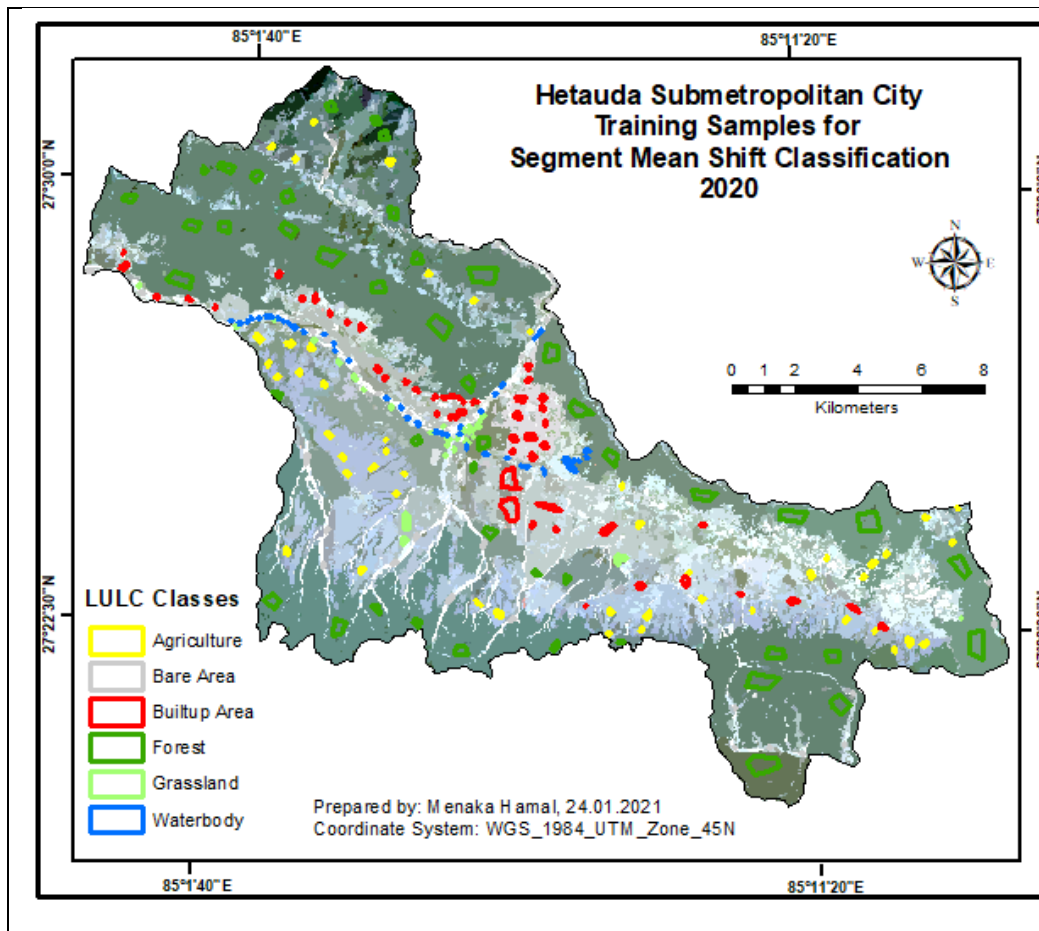 85°1'40"E
85°11'20"E
Hetauda Submetropolitan City
Training Samples for
Segment Mean Shift Classification
2020
27°30'0"N
N
W
E
S
0 1 2 4 6 8
Kilometers
27°22'30"N
LULC Classes
Agriculture
Bare Area
Builtup Area
Forest
Grassland
Waterbody
Prepared by: Menaka Hamal, 24.01.2021
Coordinate System: WGS_1984_UTM_Zone_45N
85°1'40"E
85°11'20"E